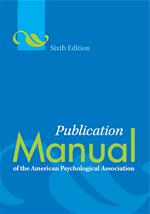 Sixth Edition
Publication
Manual
of the American Psychological Association